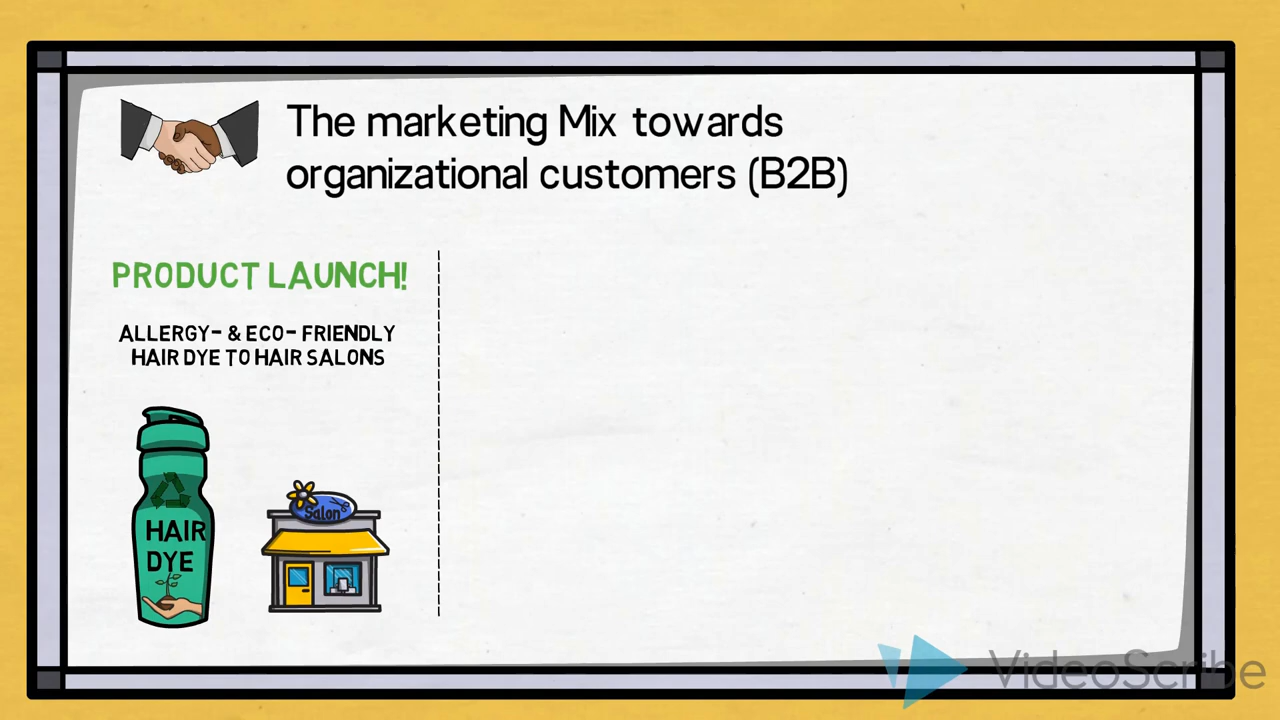 The marketing Mix towards
organizational customers (B2B)
PRODUCT LAUNCH!
ALLERGY- & ECO- FRIENDLY
HAIR DYE TO HAIR SALONS
HAIR
DYE
Salon
VideoScribe